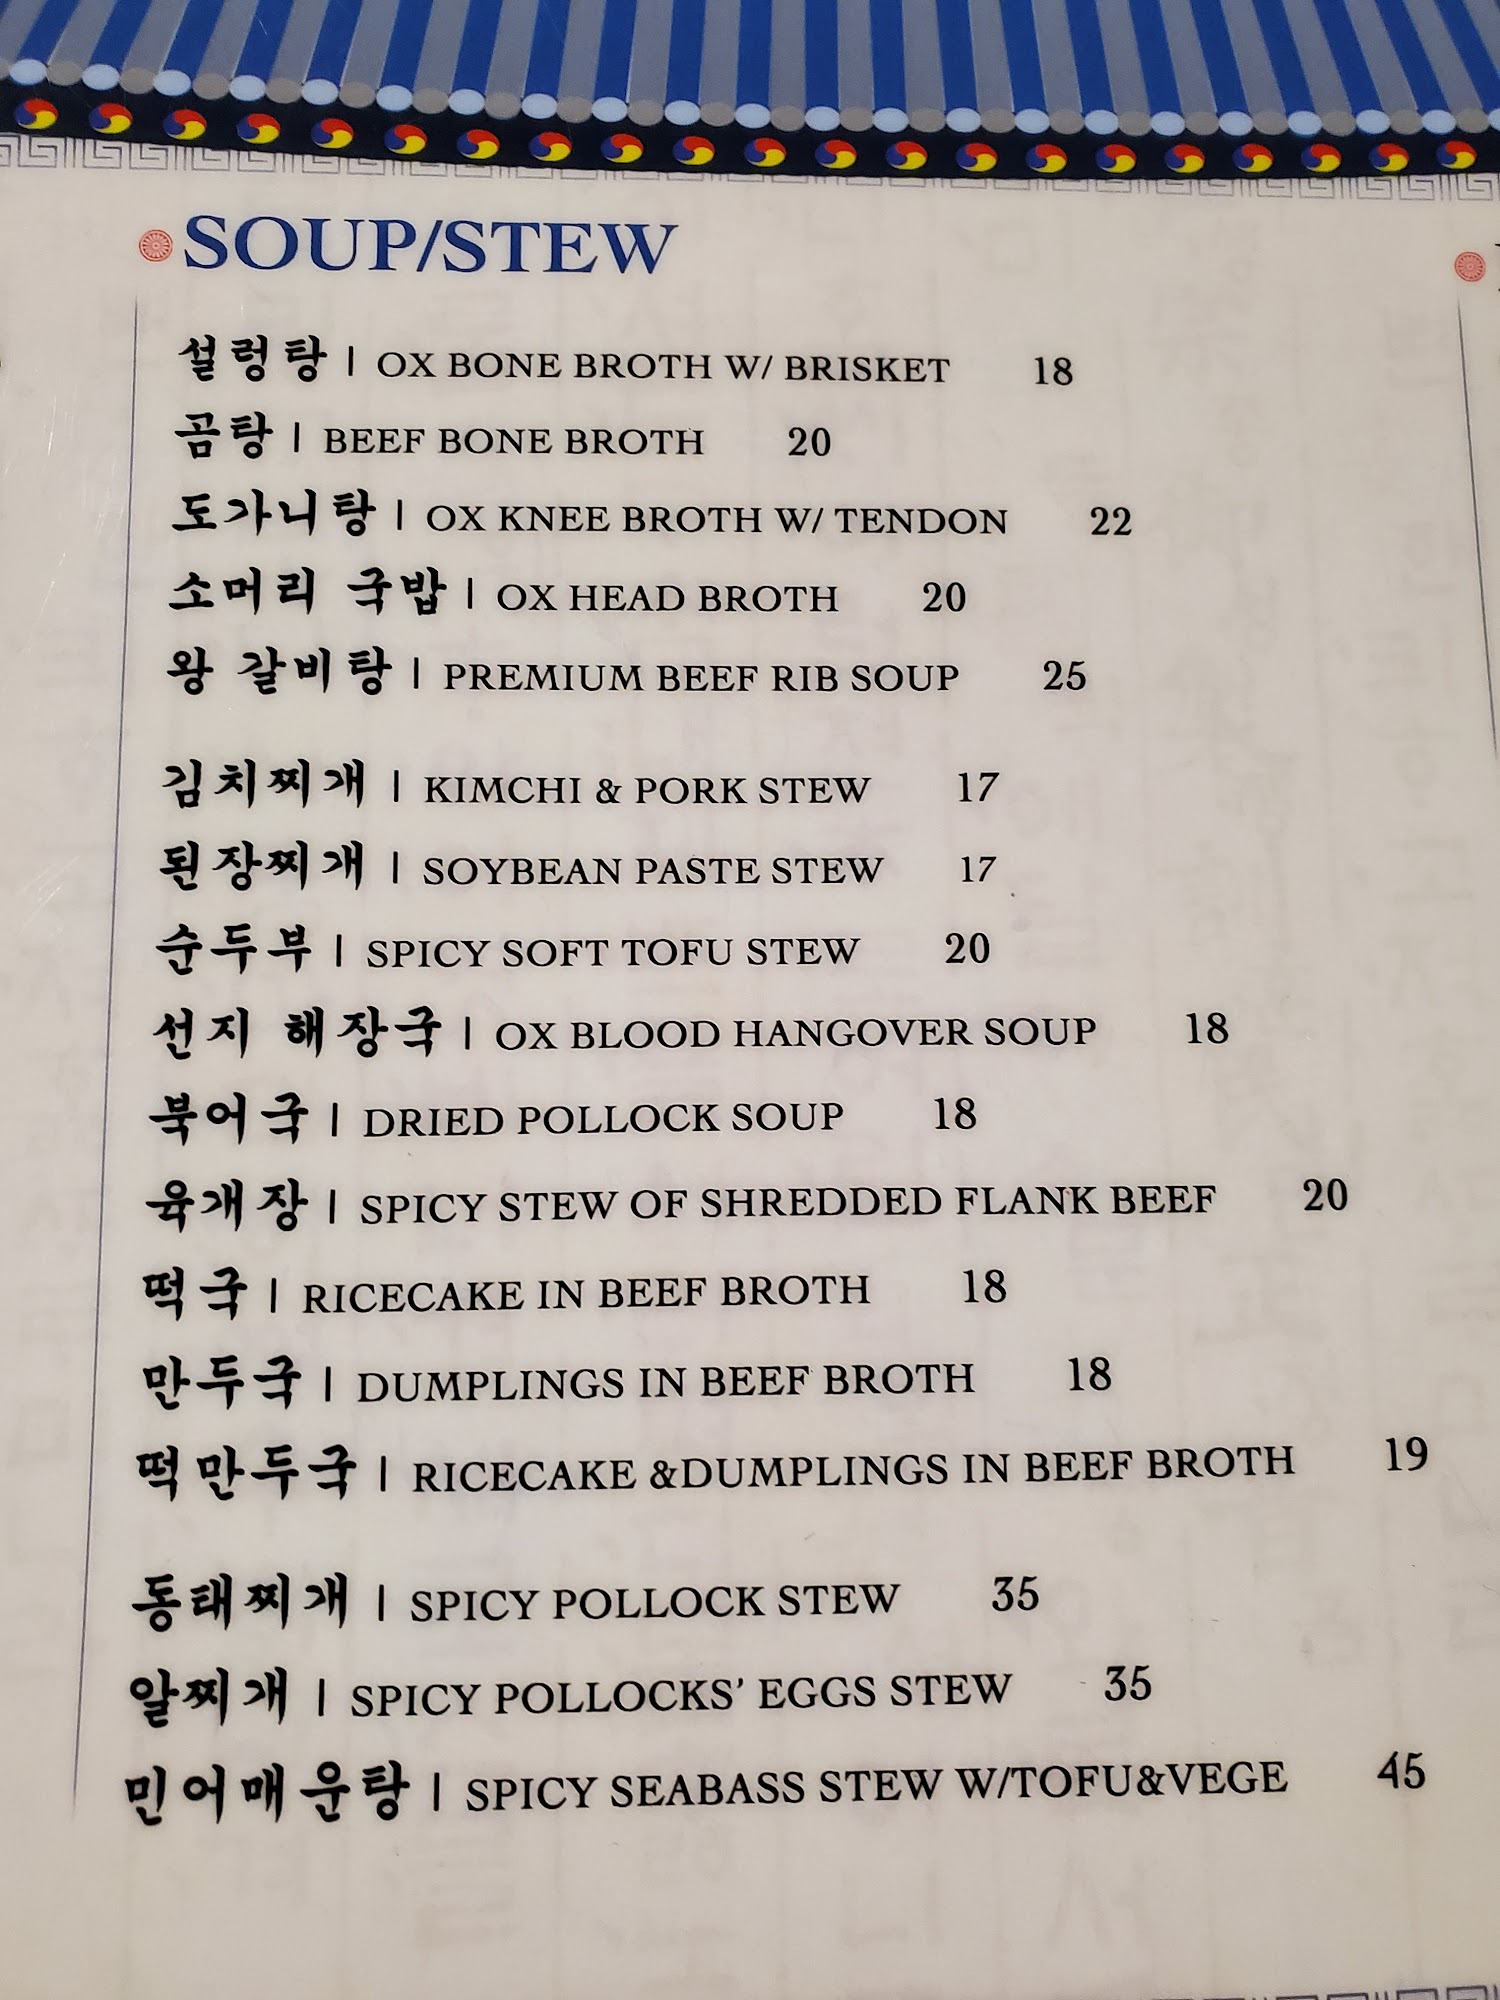 SOUP/STEW
설렁탕 | OX BONE BROTH W/ BRISKET 18
곰탕 | BEEF BONE BROTH 20
도가니탕 | OX KNEE BROTH W/ TENDON 22
소머리 국밥 | OX HEAD BROTH 20
왕 갈비탕 | PREMIUM BEEF RIB SOUP 25
김치찌개 | KIMCHI & PORK STEW 17
된장찌개 | SOYBEAN PASTE STEW 17
순두부 | SPICY SOFT TOFU STEW 20
선지 해장국 | OX BLOOD HANGOVER SOUP 18
북어국 | DRIED POLLOCK SOUP 18
육개장 | SPICY STEW OF SHREDDED FLANK BEEF 20
떡국 | RICECAKE IN BEEF BROTH 18
만두국 | DUMPLINGS IN BEEF BROTH 18
떡만두국 | RICECAKE &DUMPLINGS IN BEEF BROTH 19
동태찌개 | SPICY POLLOCK STEW 35
알찌개 | SPICY POLLOCKS' EGGS STEW 35
민어매운탕 | SPICY SEABASS STEW W/TOFU&VEGE 45